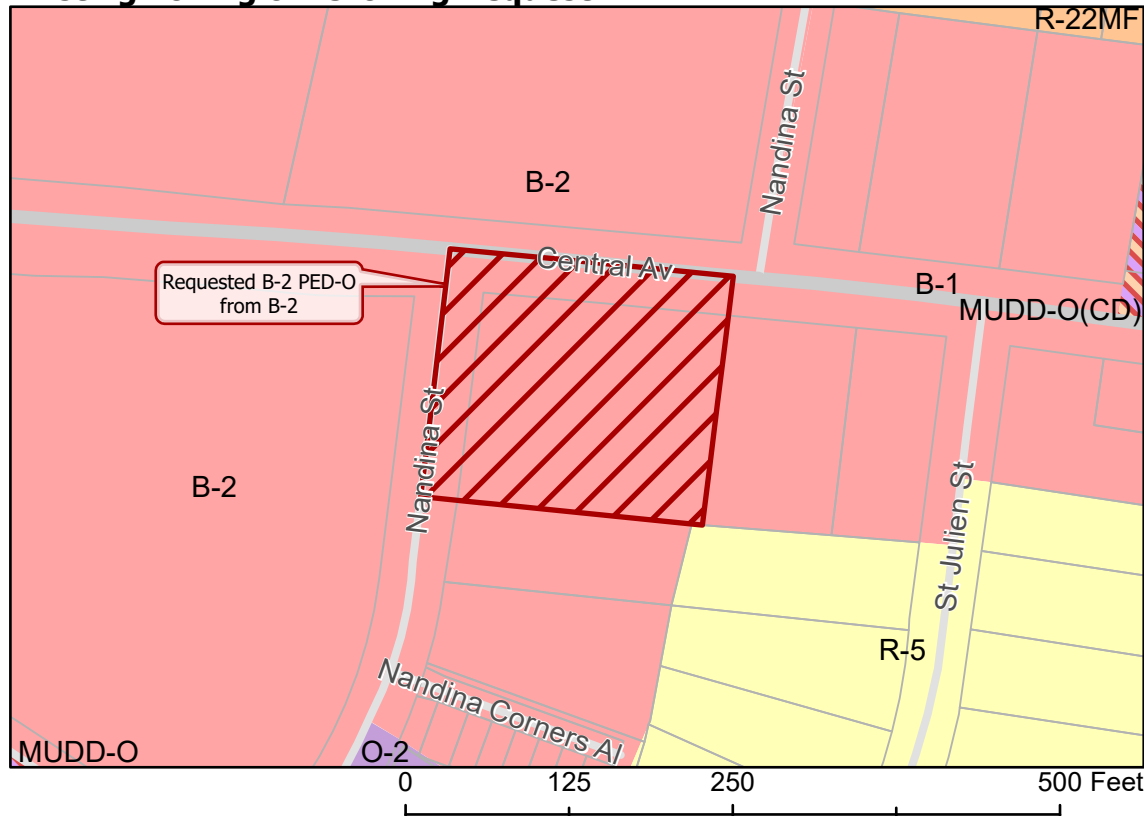 R-22MF
Nandina St
B-2
Central Av
Requested B-2 PED-O
from B-2
B-1
MUDD-O(CD)
Nandina St
B-2
St Julien St
R-5
Nandina Corners Al
MUDD-O
O-2
0 125 250 500 Feet